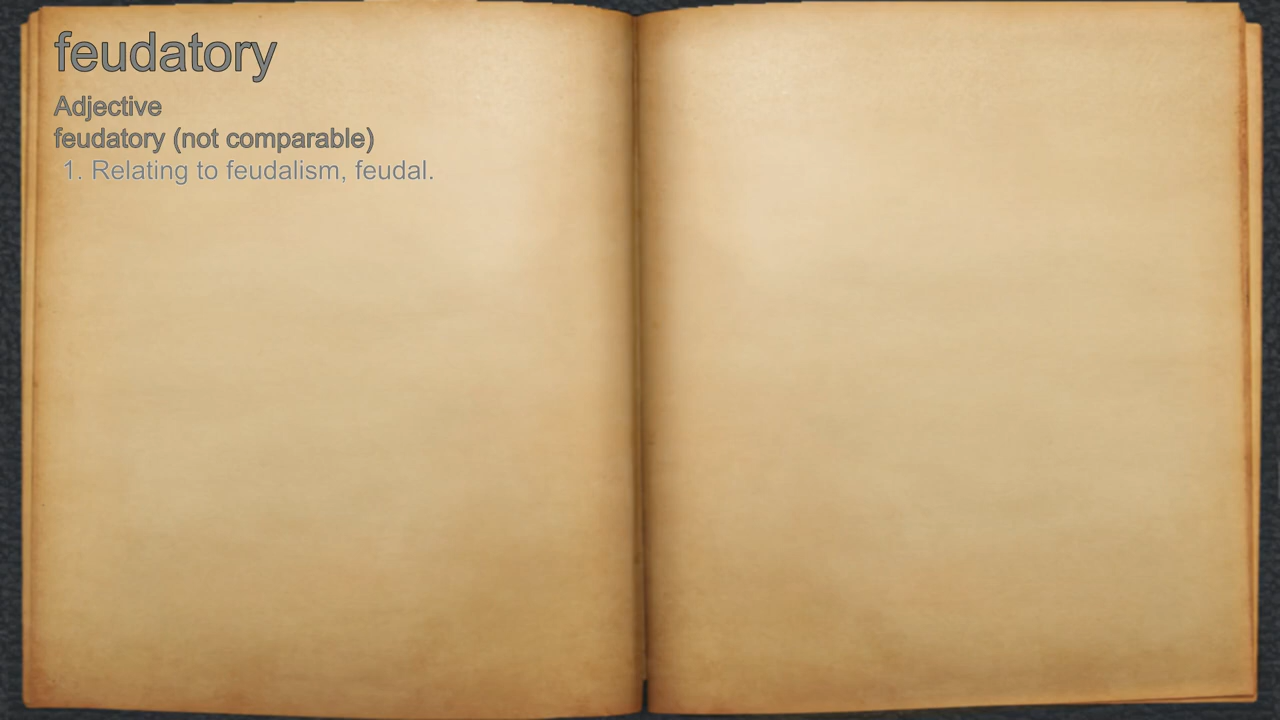 feudatory
Adjective
feudatory (not comparable)
1. Relating to feudalism, feudal.